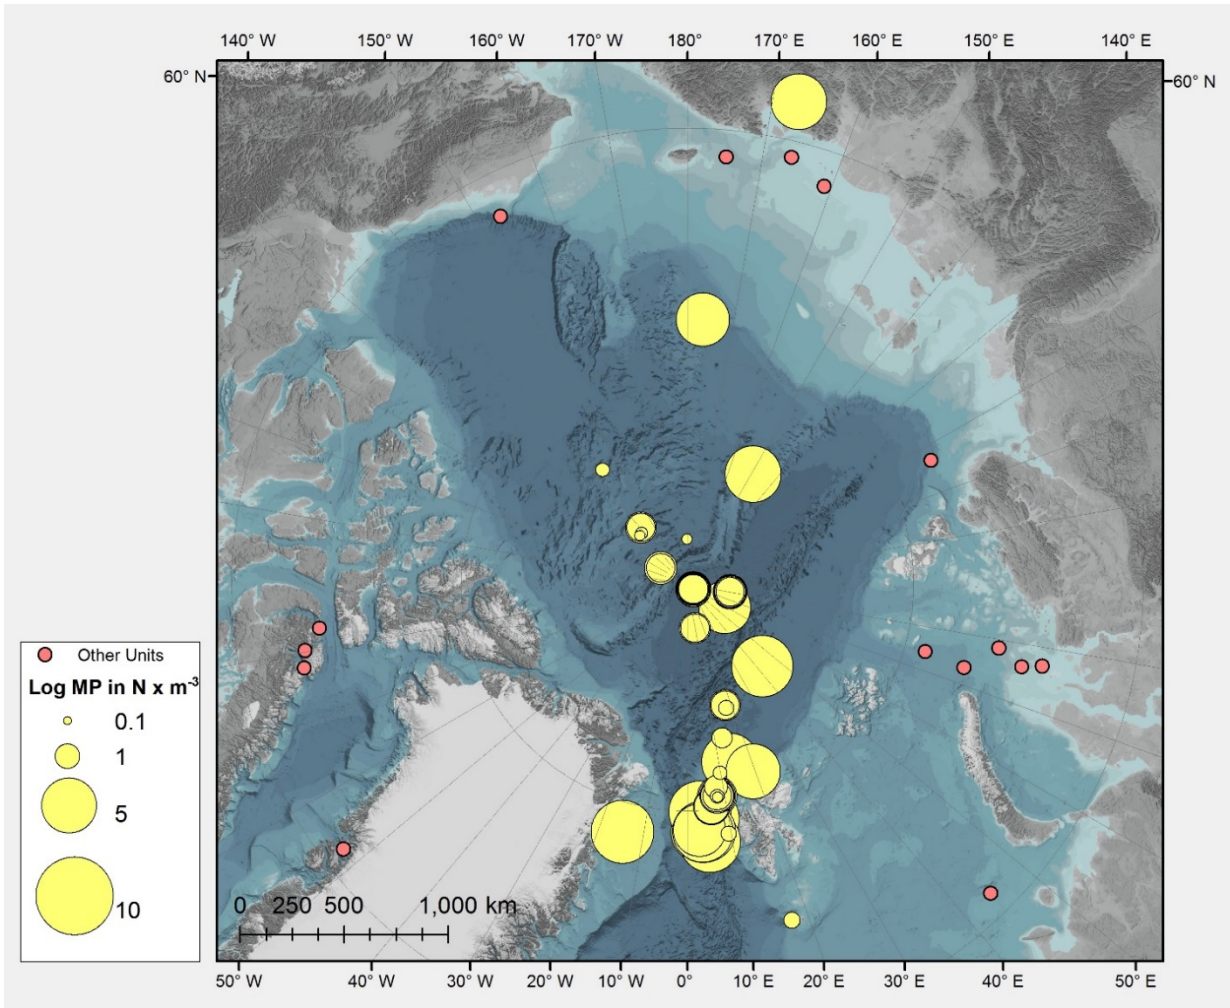 140° W 150° W 160° W 170° W 180° 170° E 160° E 150° E 140° E
60° N 60° N
Other Units
Log MP in N x m⁻³
0.1
1
5
10
0 250 500 1,000 km
50° W 40° W 30° W 20° W 10° W 0° 10° E 20° E 30° E 40° E 50° E